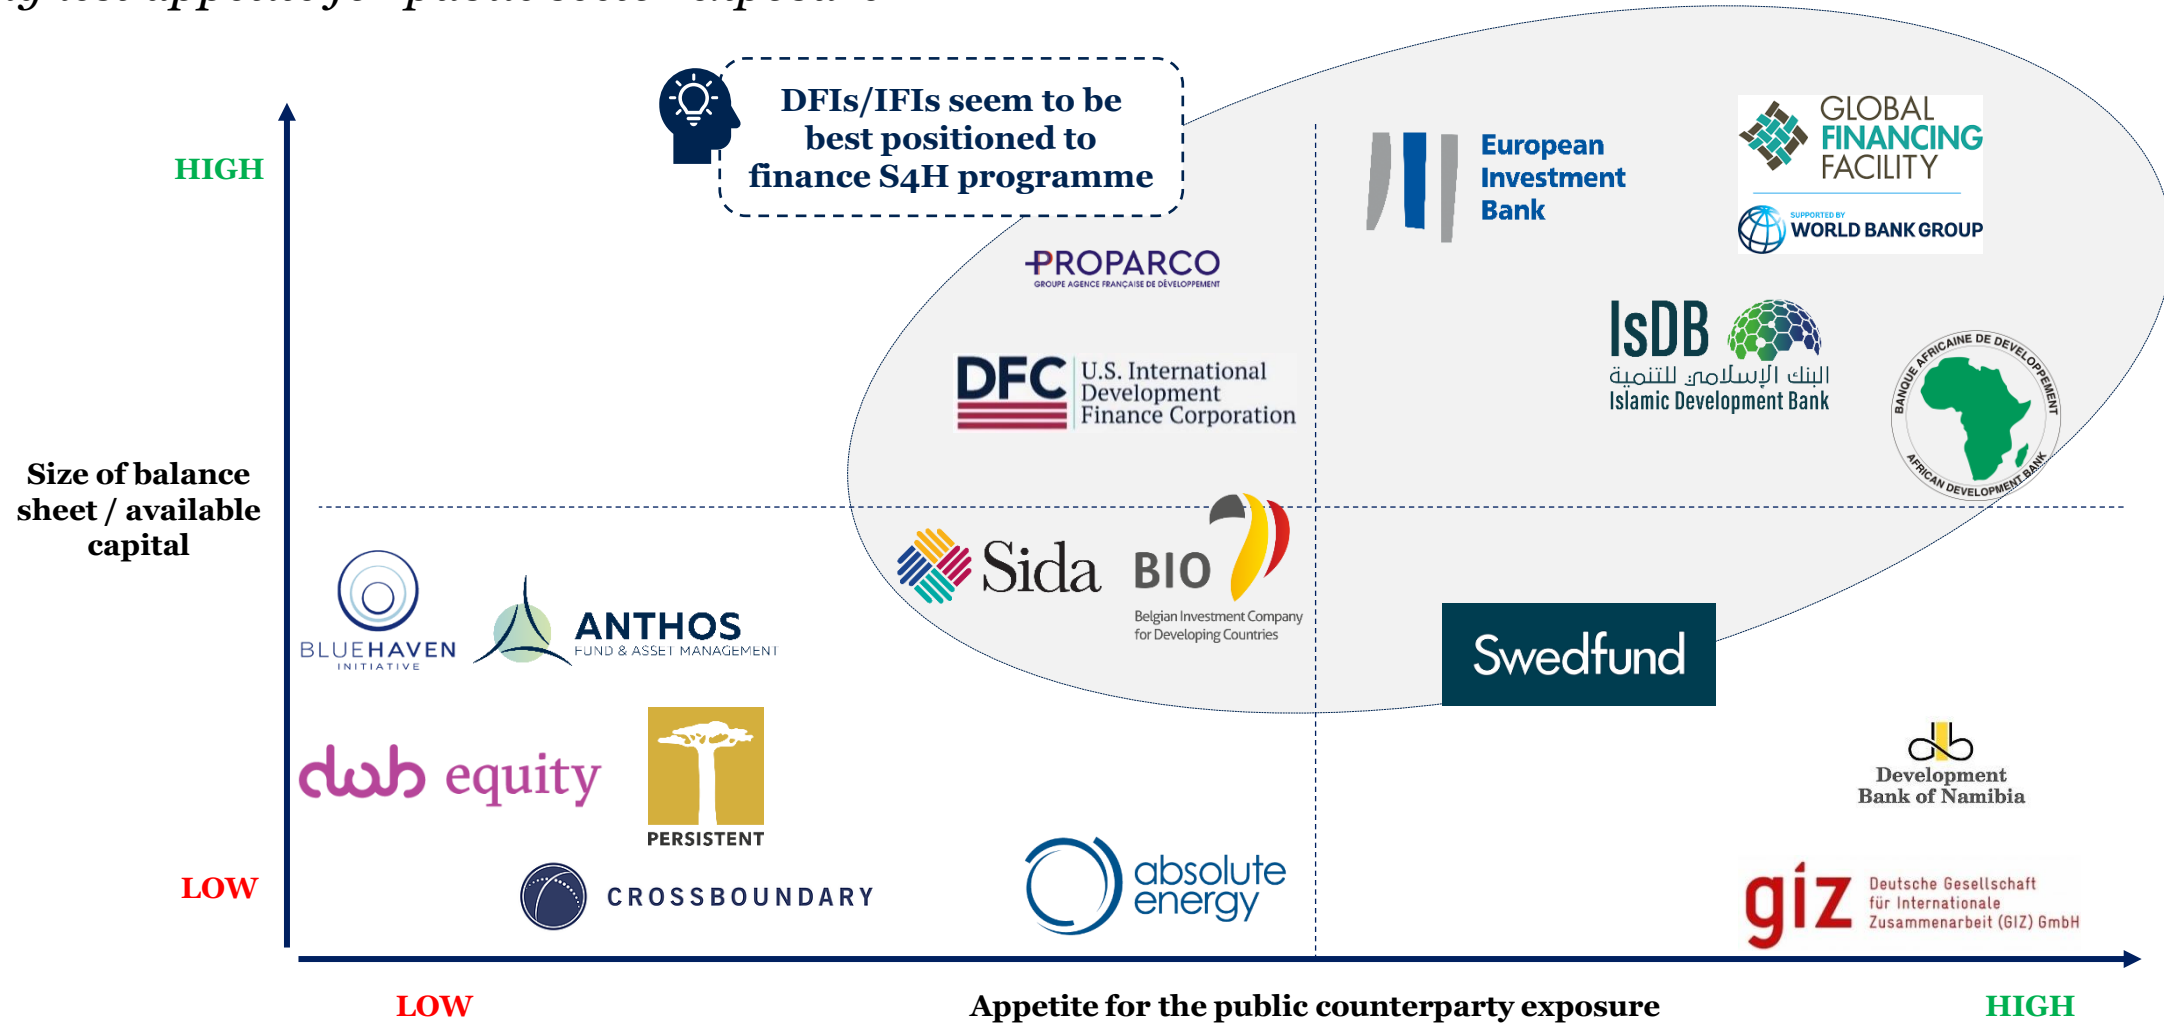 DFIs/IFIs seem to be
best positioned to
finance S4H programme
HIGH
Size of balance
sheet / available
capital
LOW
PROPARCO
GROUPE AGENCE FRANÇAISE DE DÉVELOPPEMENT
DFC
U.S. International
Development
Finance Corporation
European
Investment
Bank
GLOBAL
FINANCING
FACILITY
SUPPORTED BY
WORLD BANK GROUP
IsDB
البنك الإسلامي للتنمية
Islamic Development Bank
BANQUE AFRICAINE DE DEVELOPPEMENT
AFRICAN DEVELOPMENT BANK
Sida
BIO
Belgian Investment Company
for Developing Countries
Swedfund
BLUEHAVEN
INITIATIVE
ANTHOS
FUND & ASSET MANAGEMENT
dob equity
PERSISTENT
CROSSBOUNDARY
absolute
energy
Development
Bank of Namibia
giz
Deutsche Gesellschaft
für Internationale
Zusammenarbeit (GIZ) GmbH
LOW
Appetite for the public counterparty exposure
HIGH